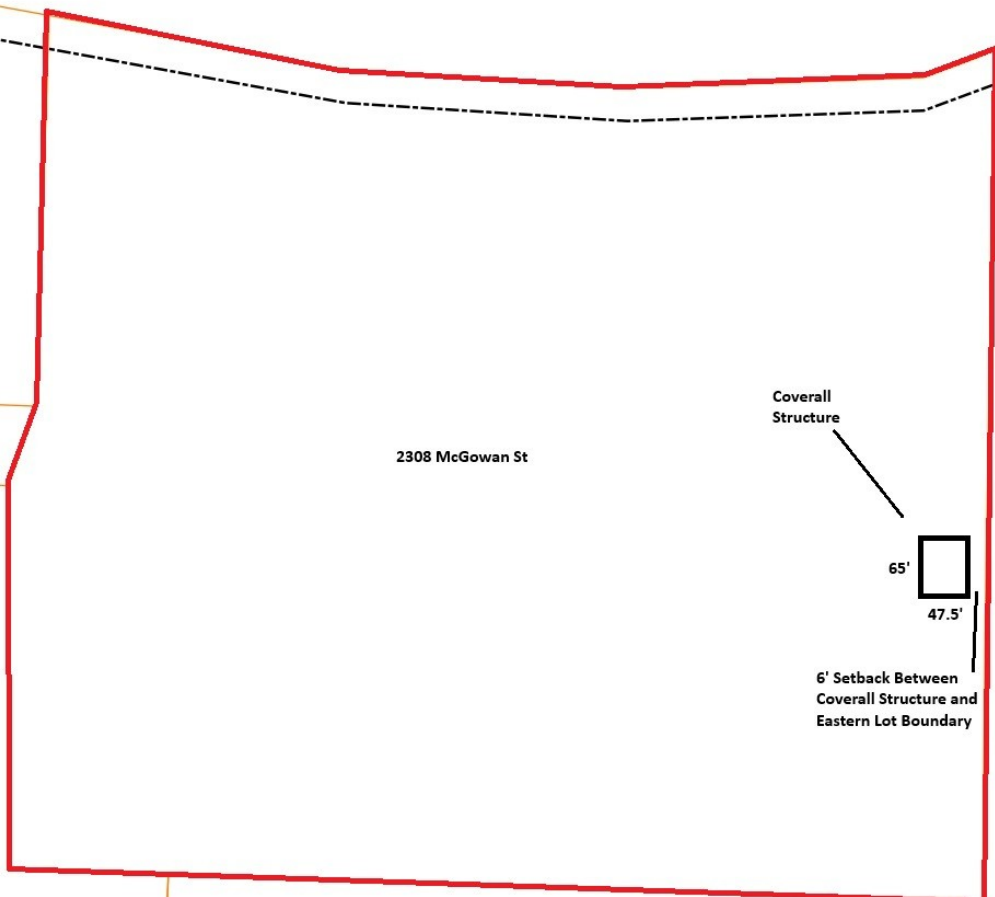 Coverall
Structure
2308 McGowan St
65'
47.5'
6' Setback Between
Coverall Structure and
Eastern Lot Boundary